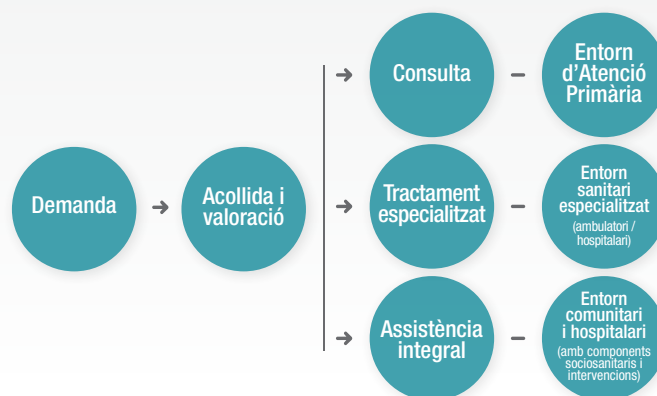 Demanda
Acollida i
valoració
Consulta
Entorn
d'Atenció
Primària
Tractament
especialitzat
Entorn
sanitari
especialitzat
(ambulatori /
hospitalari)
Assistència
integral
Entorn
comunitari
i hospitalari
(amb components
sociosanitaris i
intervencions)